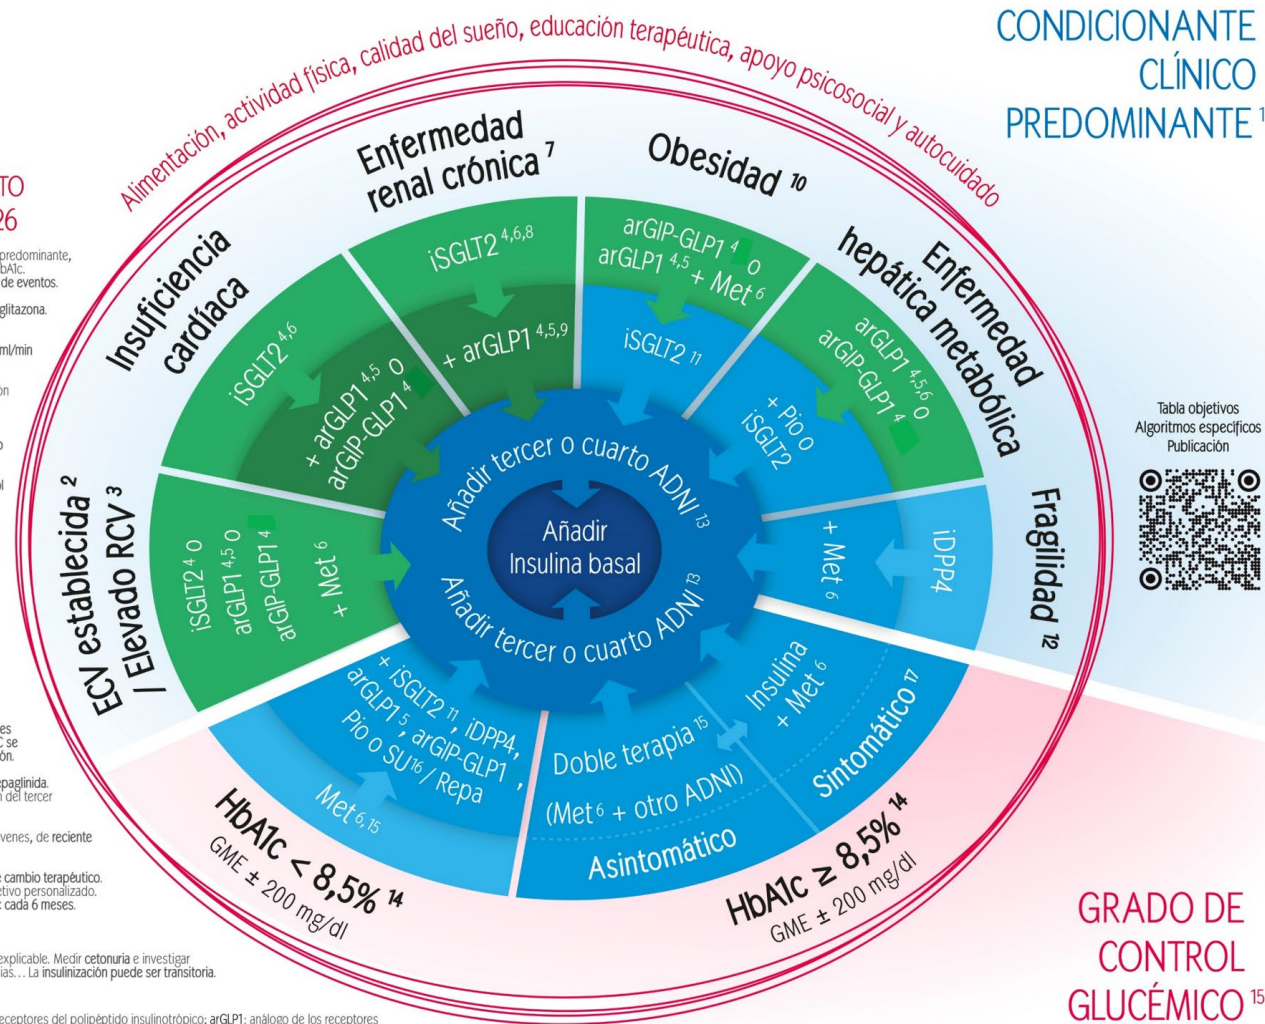 CONDICIONANTE
CLÍNICO
PREDOMINANTE 1
Alimentación, actividad física, calidad del sueño, educación terapéutica, apoyo psicosocial y autocuidado
TO
26
predominante,
bA1c.
de eventos.
glitazona.
ml/min
ón
o
ol
Enfermedad
renal crónica 7
iSGLT2 4,6,8
+ arGLP1 4,5,9
Obesidad 10
arGIP-GLP1 4 o
arGLP1 4,5 + Met 6
iSGLT2 11
Enfermedad
hepática metabólica
arGLP1 4,5,6 o
arGIP-GLP1 4
+ Pio o
iSGLT2
Insuficiencia
cardíaca
iSGLT2 4,6
+ arGLP1 4,5 o
arGIP-GLP1 4
Fragilidad 12
iDPP4
+ Met 6
ECV establecida 2
/ Elevado RCV 3
iSGLT2 4 o
arGLP1 4,5 o
arGIP-GLP1 4
+ Met 6
Tabla objetivos
Algoritmos específicos
Publicación
Añadir tercer o cuarto ADNI 13
Añadir
Insulina basal
Añadir tercer o cuarto ADNI 13
+ iSGLT2 11, iDPP4,
arGLP1 5, arGIP-GLP1 ,
Pio o SU 16 / Repa
Met 6,15
HbA1c < 8,5% 14
GME ± 200 mg/dl
Doble terapia 15
(Met 6 + otro ADNI)
Asintomático
Insulina
+ Met 6
Sintomático 17
HbA1c ≥ 8,5% 14
GME ± 200 mg/dl
GRADO DE
CONTROL
GLUCÉMICO 15
es
C se
ón.
epaglinida.
n del tercer
venes, de reciente
e cambio terapéutico.
etivo personalizado.
c cada 6 meses.
explicable. Medir cetonuria e investigar
ias... La insulinización puede ser transitoria.
receptores del polipéptido insulinotrópico; arGLP1: análogo de los receptores